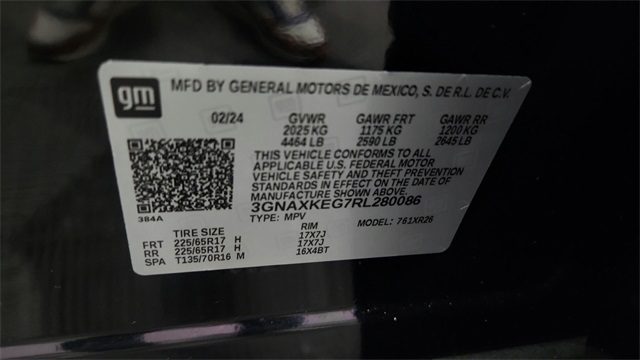 gm
MFD BY GENERAL MOTORS DE MEXICO, S. DE R.L. DE C.V.
02/24 GVWR GAWR FRT GAWR RR
2025 KG 1175 KG 1200 KG
4464 LB 2590 LB 2645 LB
THIS VEHICLE CONFORMS TO ALL
APPLICABLE U.S. FEDERAL MOTOR
VEHICLE SAFETY AND THEFT PREVENTION
STANDARDS IN EFFECT ON THE DATE OF
MANUFACTURE SHOWN ABOVE.
384A
3GNAXKEG7RL280086
TYPE: MPV MODEL: 761XR26
TIRE SIZE RIM
FRT 225/65R17 H 17X7J
RR 225/65R17 H 17X7J
SPA T135/70R16 M 16X4BT